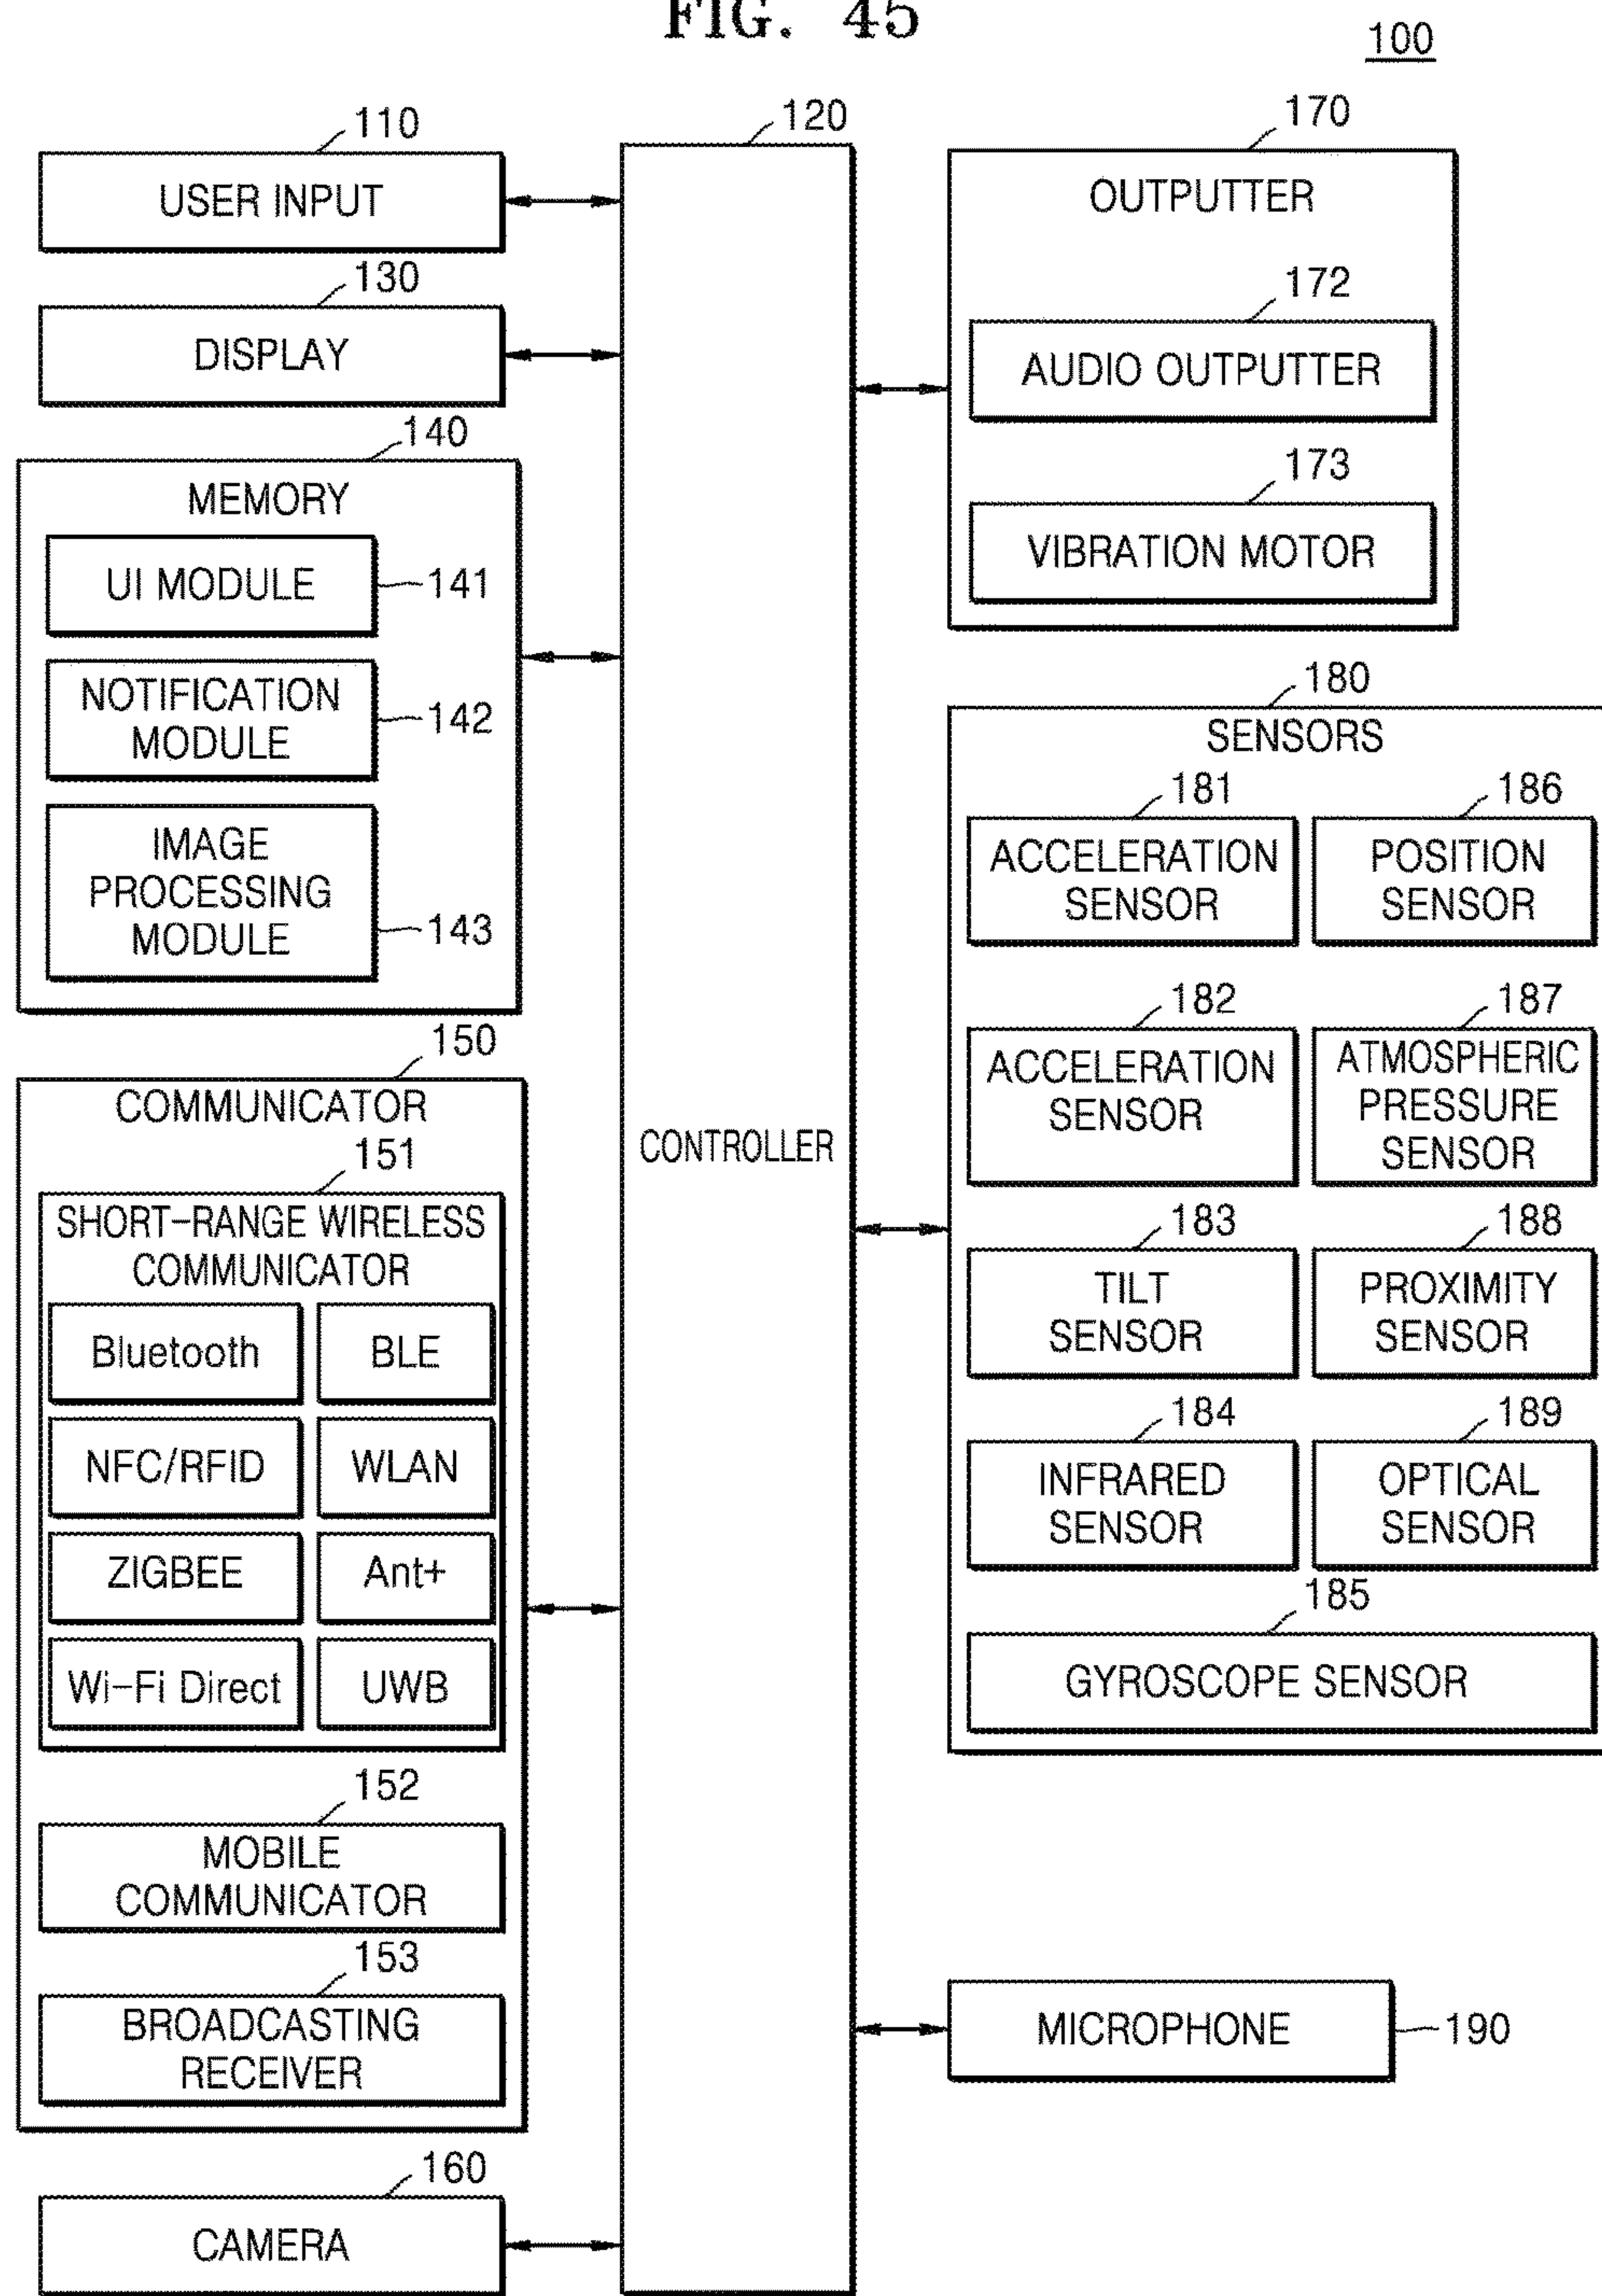 FIG. 45
100
110
USER INPUT
130
DISPLAY
140
MEMORY
UI MODULE
141
NOTIFICATION
MODULE
142
IMAGE
PROCESSING
MODULE
143
150
COMMUNICATOR
151
SHORT-RANGE WIRELESS
COMMUNICATOR
Bluetooth
BLE
NFC/RFID
WLAN
ZIGBEE
Ant+
Wi-Fi Direct
UWB
152
MOBILE
COMMUNICATOR
153
BROADCASTING
RECEIVER
160
CAMERA
120
CONTROLLER
170
OUTPUTTER
172
AUDIO OUTPUTTER
173
VIBRATION MOTOR
180
SENSORS
181
ACCELERATION
SENSOR
186
POSITION
SENSOR
182
ACCELERATION
SENSOR
187
ATMOSPHERIC
PRESSURE
SENSOR
183
TILT
SENSOR
188
PROXIMITY
SENSOR
184
INFRARED
SENSOR
189
OPTICAL
SENSOR
185
GYROSCOPE SENSOR
MICROPHONE
190